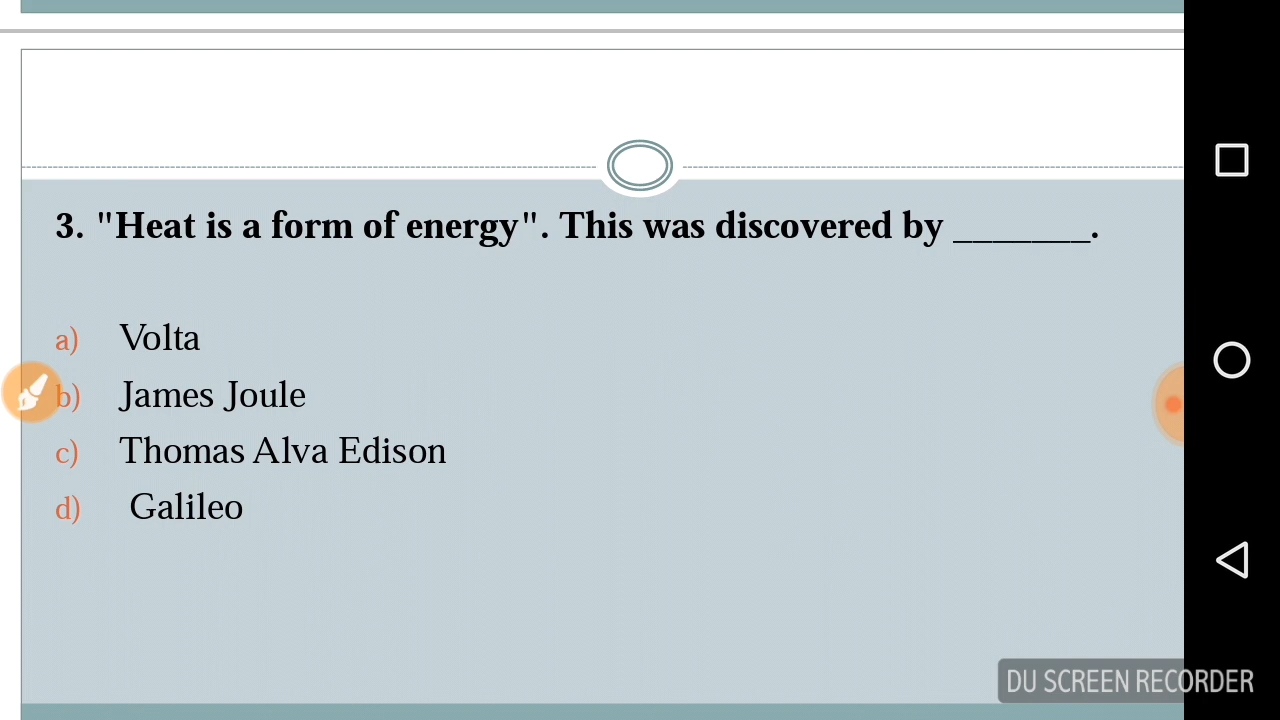 3. "Heat is a form of energy". This was discovered by _______.
a) Volta
b) James Joule
c) Thomas Alva Edison
d) Galileo
DU SCREEN RECORDER